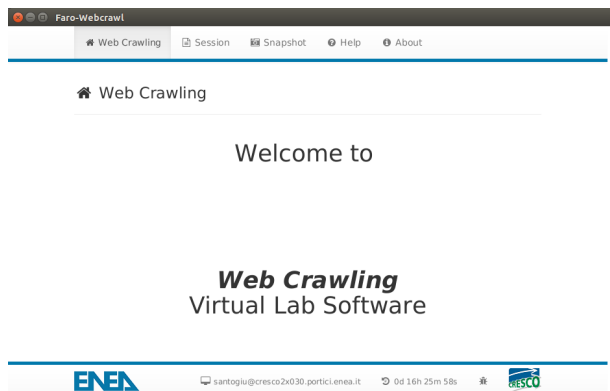 Faro-Webcrawl
Web Crawling Session Snapshot Help About
Web Crawling
Welcome to
Web Crawling
Virtual Lab Software
ENEA santogiu@cresco2x030.portici.enea.it 0d 16h 25m 58s CRESCO